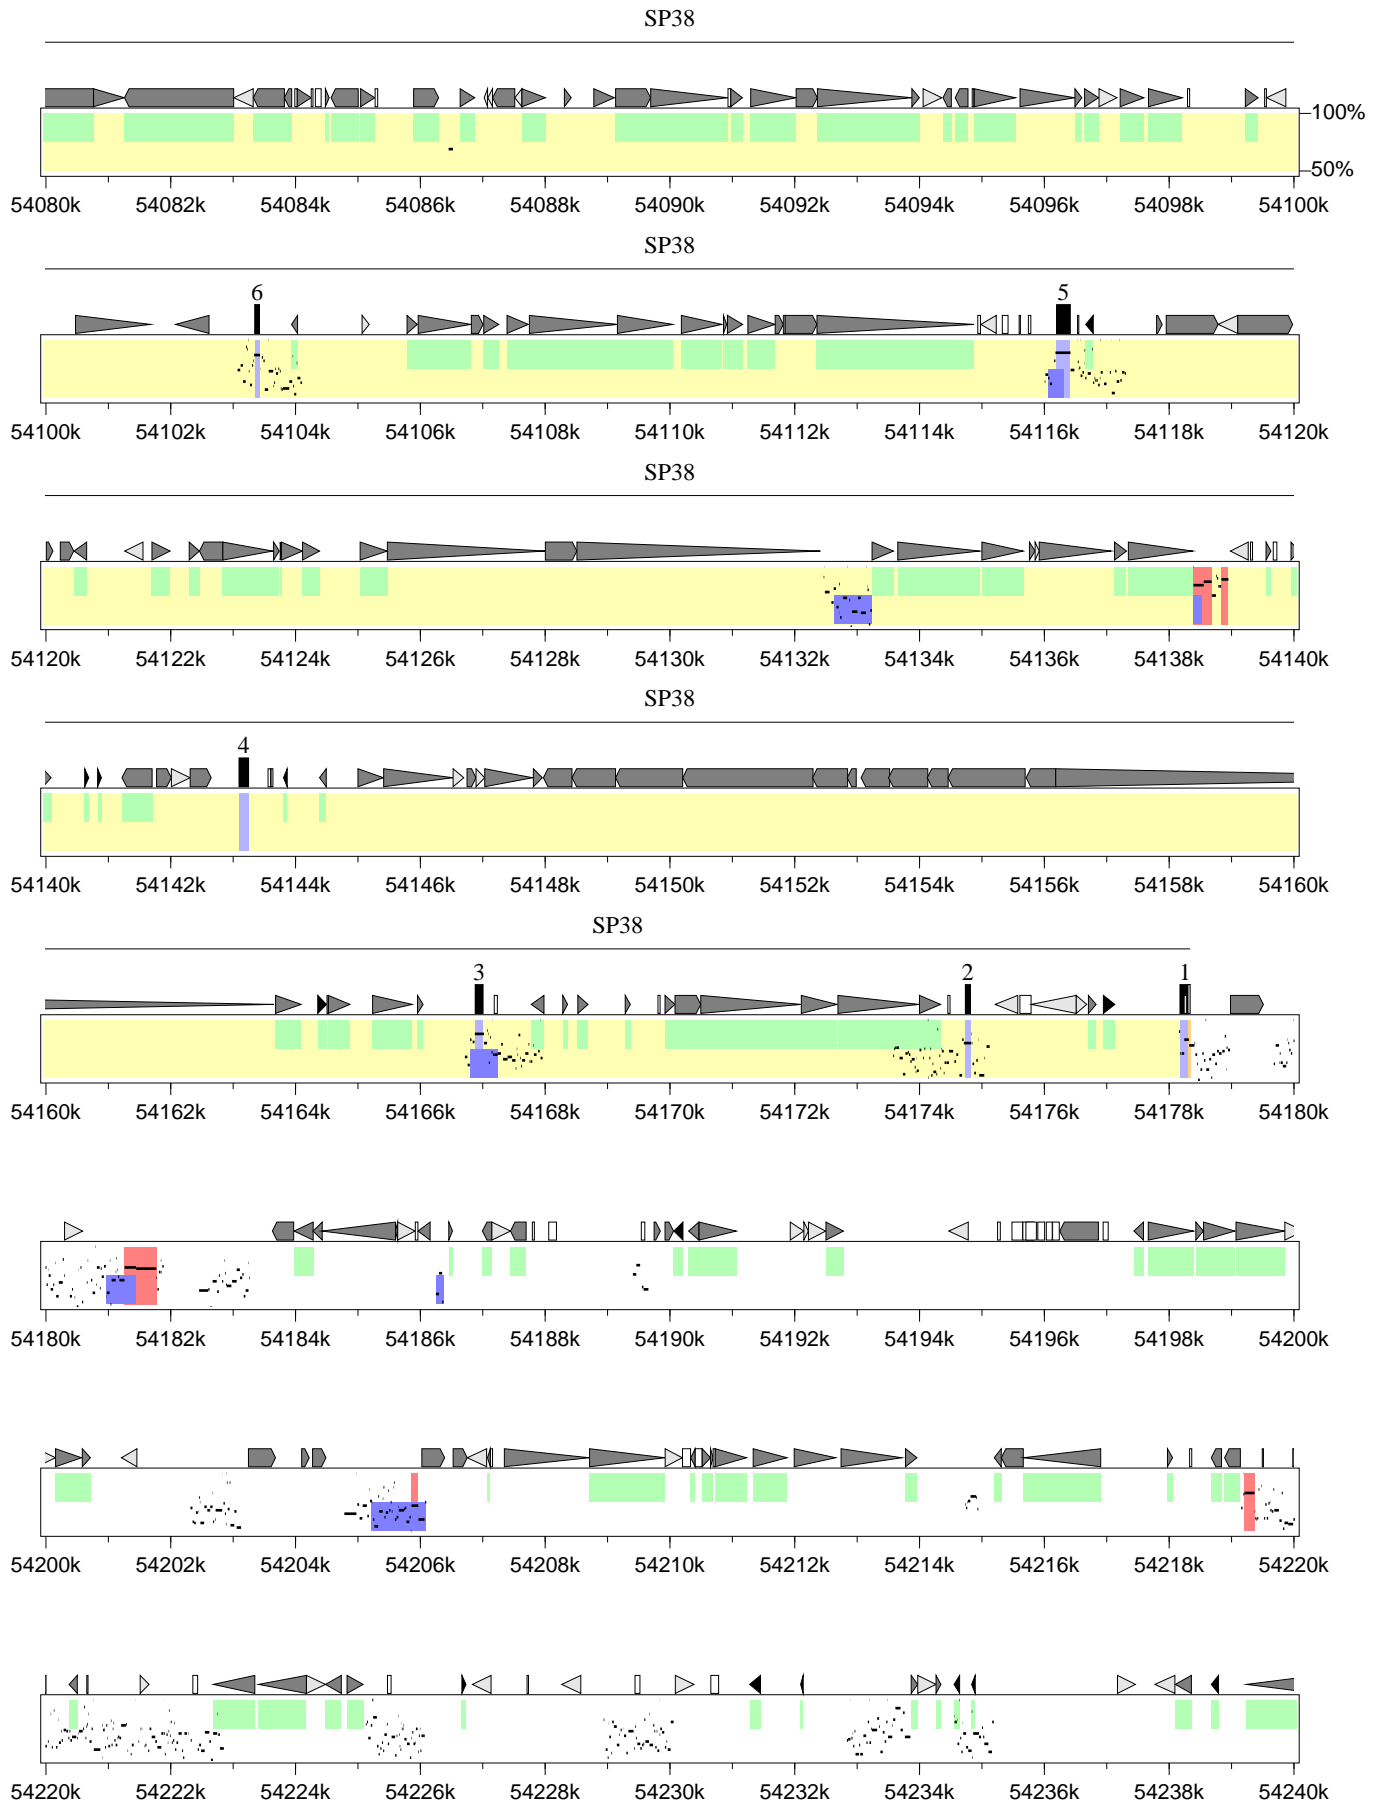 SP38
100%
50%
54080k 54082k 54084k 54086k 54088k 54090k 54092k 54094k 54096k 54098k 54100k
SP38
6 5
54100k 54102k 54104k 54106k 54108k 54110k 54112k 54114k 54116k 54118k 54120k
SP38
54120k 54122k 54124k 54126k 54128k 54130k 54132k 54134k 54136k 54138k 54140k
SP38
4
54140k 54142k 54144k 54146k 54148k 54150k 54152k 54154k 54156k 54158k 54160k
SP38
3 2 1
54160k 54162k 54164k 54166k 54168k 54170k 54172k 54174k 54176k 54178k 54180k
54180k 54182k 54184k 54186k 54188k 54190k 54192k 54194k 54196k 54198k 54200k
54200k 54202k 54204k 54206k 54208k 54210k 54212k 54214k 54216k 54218k 54220k
54220k 54222k 54224k 54226k 54228k 54230k 54232k 54234k 54236k 54238k 54240k